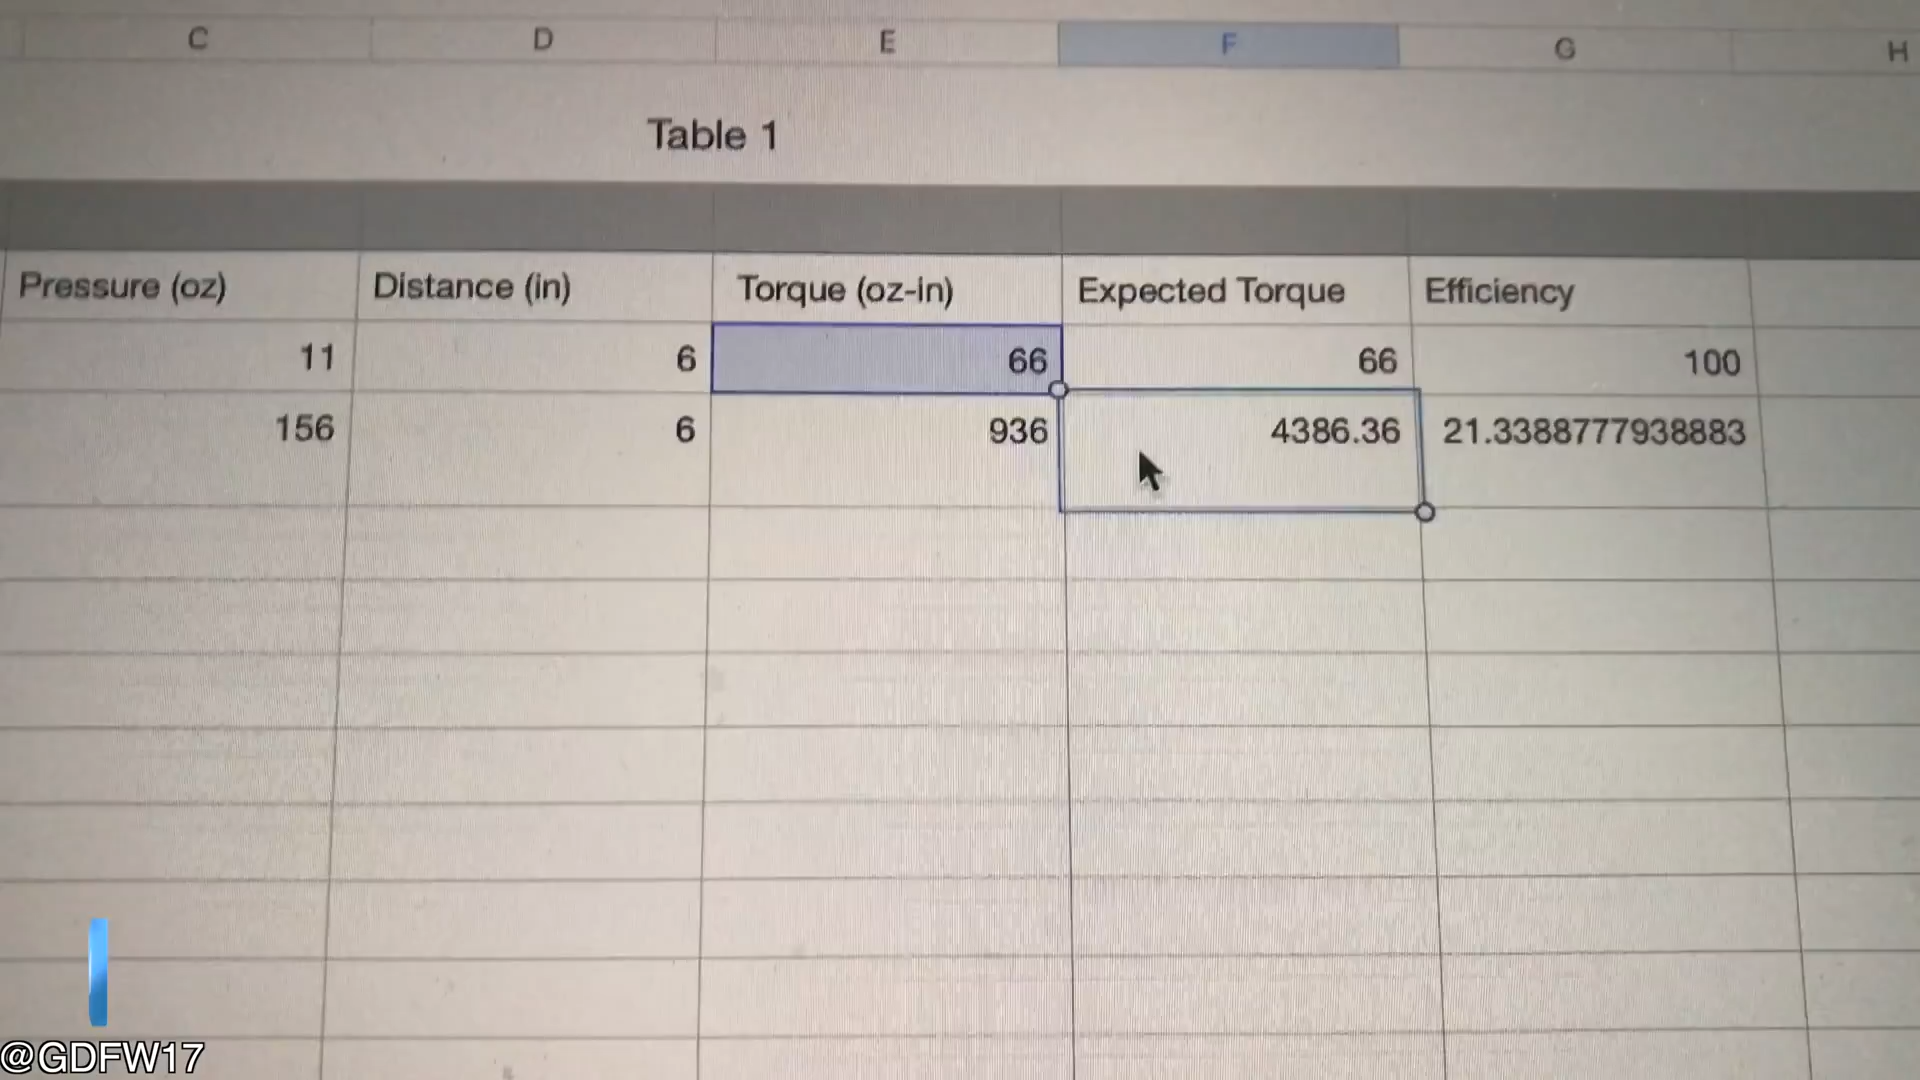 C D E F G H
Table 1
Pressure (oz) Distance (in) Torque (oz-in) Expected Torque Efficiency
11 6 66 66 100
156 6 936 4386.36 21.3388777938883
@GDFW17